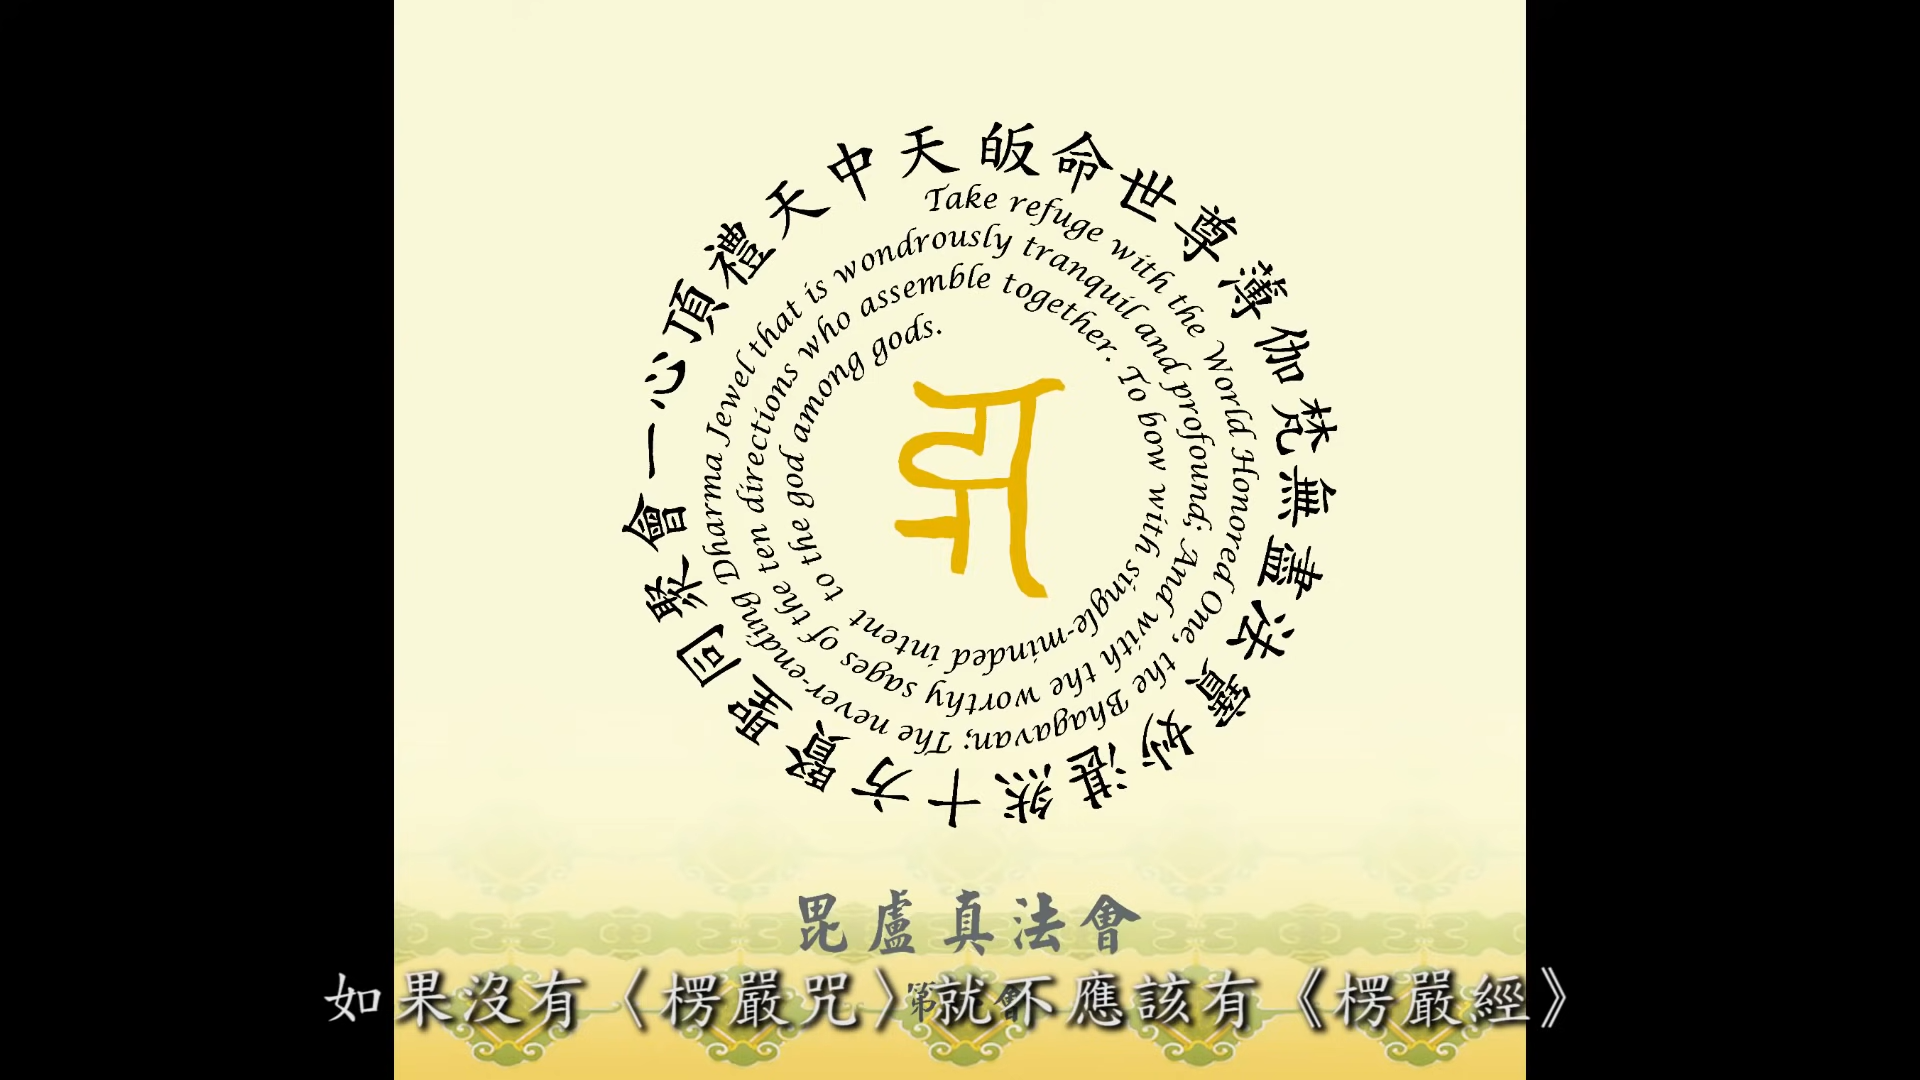 皈命世尊薄伽梵無盡法寶妙湛然十方賢聖同聚會一心頂禮天中天
Take refuge with the World Honored One, the Bhagavan; The never-ending Dharma Jewel that is wondrously tranquil and profound; And with the worthy sages of the ten directions who assemble together. To bow with single-minded intent to the god among gods.
毘盧真法會
如果沒有〈楞嚴咒〉就不應該有《楞嚴經》